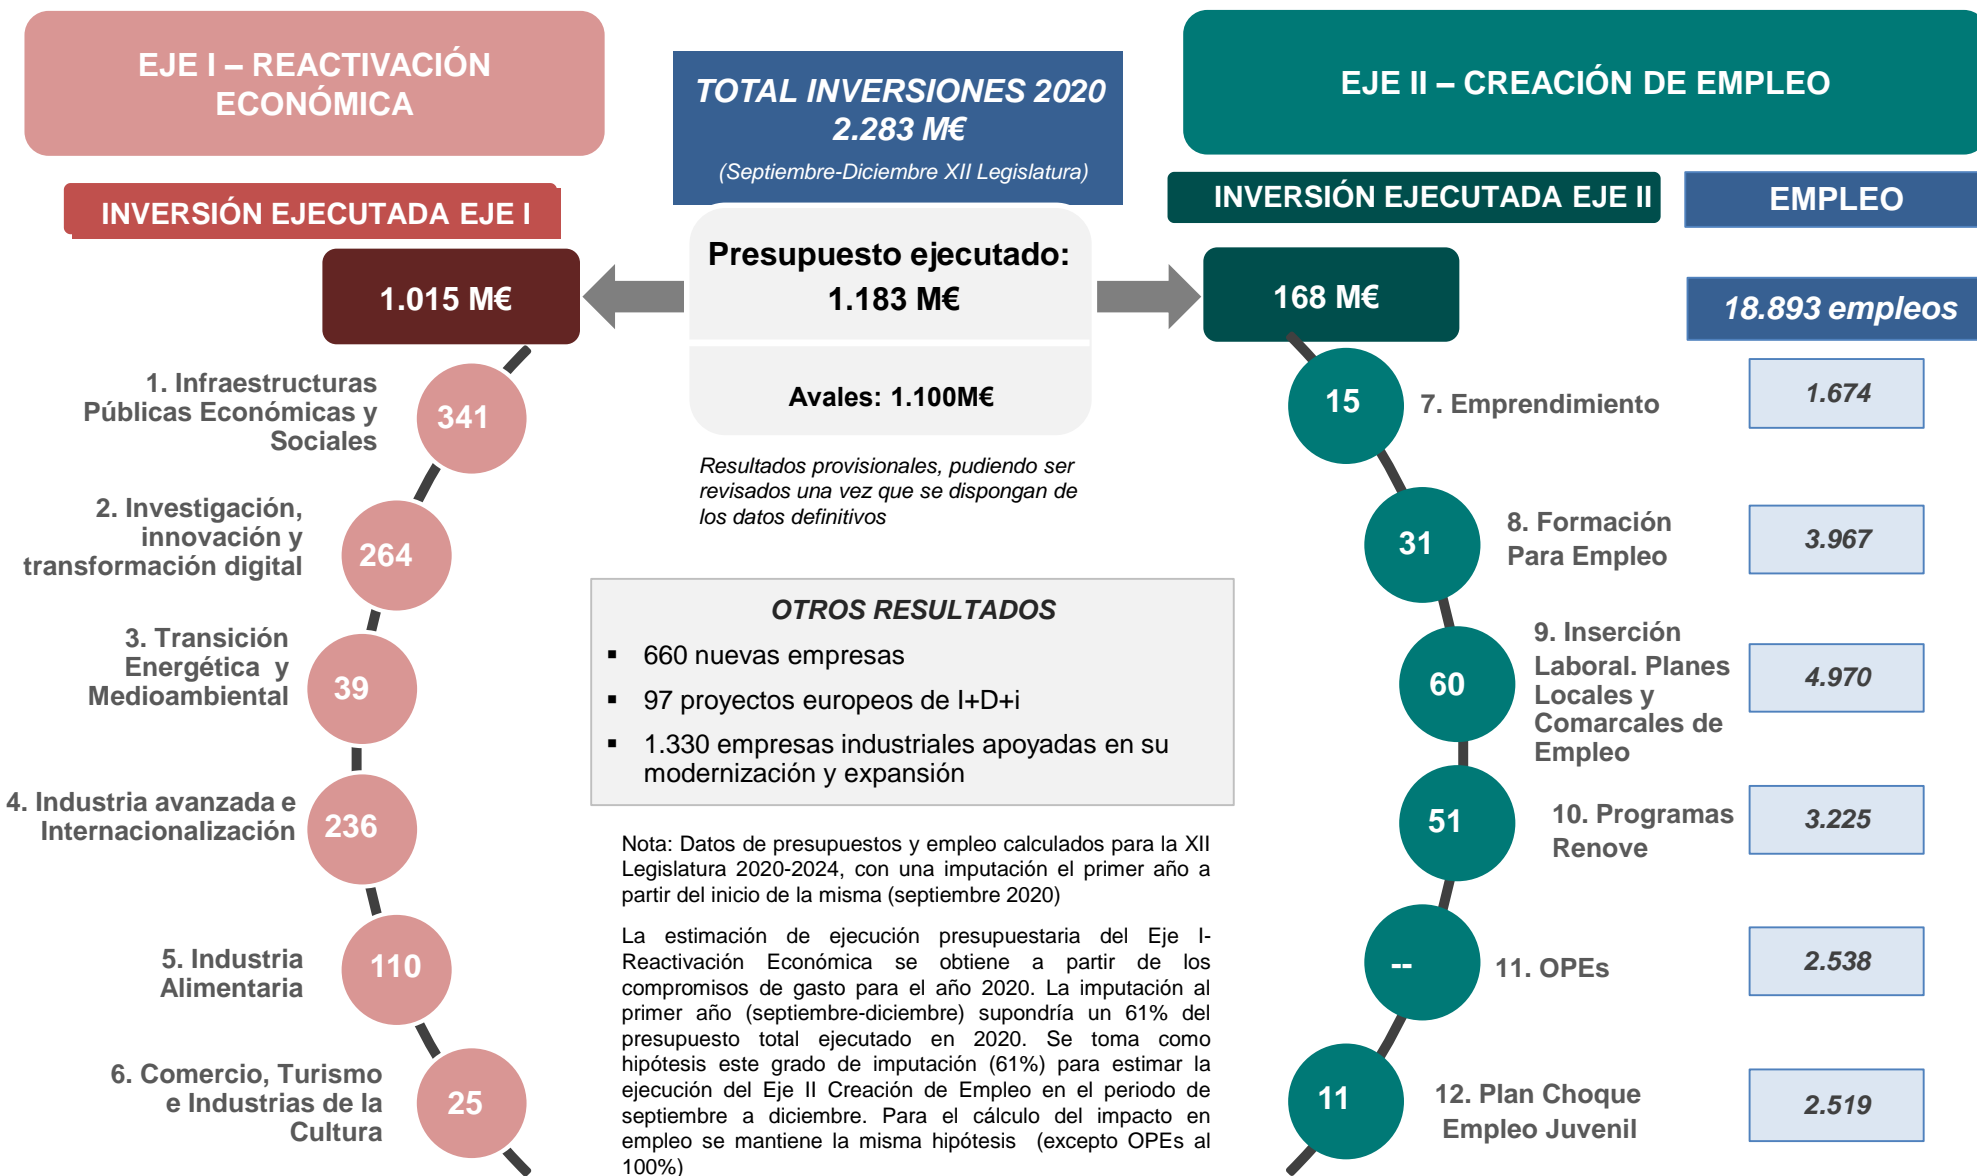 EJE I – REACTIVACIÓN
ECONÓMICA
INVERSIÓN EJECUTADA EJE I
1.015 M€
1. Infraestructuras
Públicas Económicas y
Sociales
341
2. Investigación,
innovación y
transformación digital
264
3. Transición
Energética y
Medioambiental
39
4. Industria avanzada e
Internacionalización
236
5. Industria
Alimentaria
110
6. Comercio, Turismo
e Industrias de la
Cultura
25
TOTAL INVERSIONES 2020
2.283 M€
(Septiembre-Diciembre XII Legislatura)
Presupuesto ejecutado:
1.183 M€
Avales: 1.100M€
Resultados provisionales, pudiendo ser
revisados una vez que se dispongan de
los datos definitivos
OTROS RESULTADOS
▪ 660 nuevas empresas
▪ 97 proyectos europeos de I+D+i
▪ 1.330 empresas industriales apoyadas en su
modernización y expansión
Nota: Datos de presupuestos y empleo calculados para la XII
Legislatura 2020-2024, con una imputación el primer año a
partir del inicio de la misma (septiembre 2020)
La estimación de ejecución presupuestaria del Eje I-
Reactivación Económica se obtiene a partir de los
compromisos de gasto para el año 2020. La imputación al
primer año (septiembre-diciembre) supondría un 61% del
presupuesto total ejecutado en 2020. Se toma como
hipótesis este grado de imputación (61%) para estimar la
ejecución del Eje II Creación de Empleo en el periodo de
septiembre a diciembre. Para el cálculo del impacto en
empleo se mantiene la misma hipótesis (excepto OPEs al
100%)
EJE II – CREACIÓN DE EMPLEO
INVERSIÓN EJECUTADA EJE II
EMPLEO
168 M€
18.893 empleos
15
7. Emprendimiento
1.674
31
8. Formación
Para Empleo
3.967
60
9. Inserción
Laboral. Planes
Locales y
Comarcales de
Empleo
4.970
51
10. Programas
Renove
3.225
--
11. OPEs
2.538
11
12. Plan Choque
Empleo Juvenil
2.519